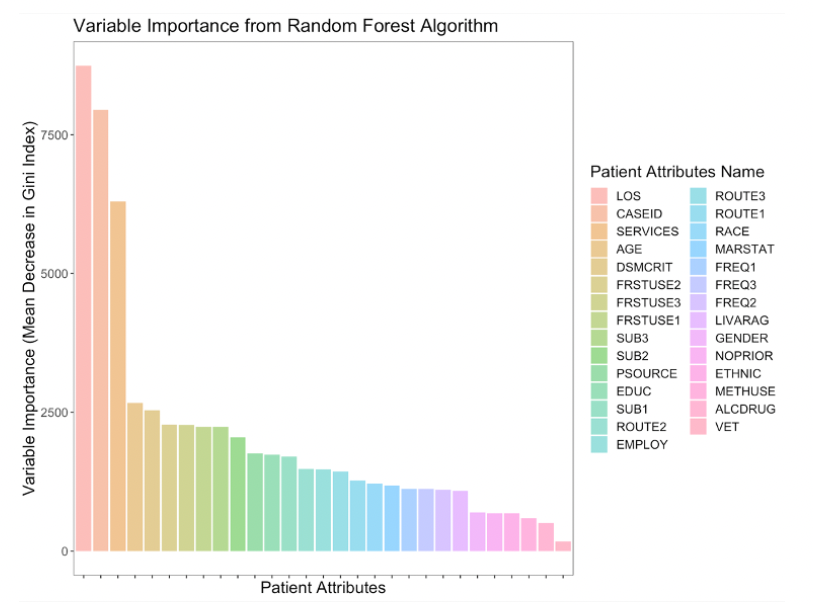 Variable Importance from Random Forest Algorithm
Variable Importance (Mean Decrease in Gini Index)
7500
5000
2500
0
Patient Attributes
Patient Attributes Name
LOS
CASEID
SERVICES
AGE
DSMCRIT
FRSTUSE2
FRSTUSE3
FRSTUSE1
SUB3
SUB2
PSOURCE
EDUC
SUB1
ROUTE2
EMPLOY
ROUTE3
ROUTE1
RACE
MARSTAT
FREQ1
FREQ3
FREQ2
LIVARAG
GENDER
NOPRIOR
ETHNIC
METHUSE
ALCDRUG
VET